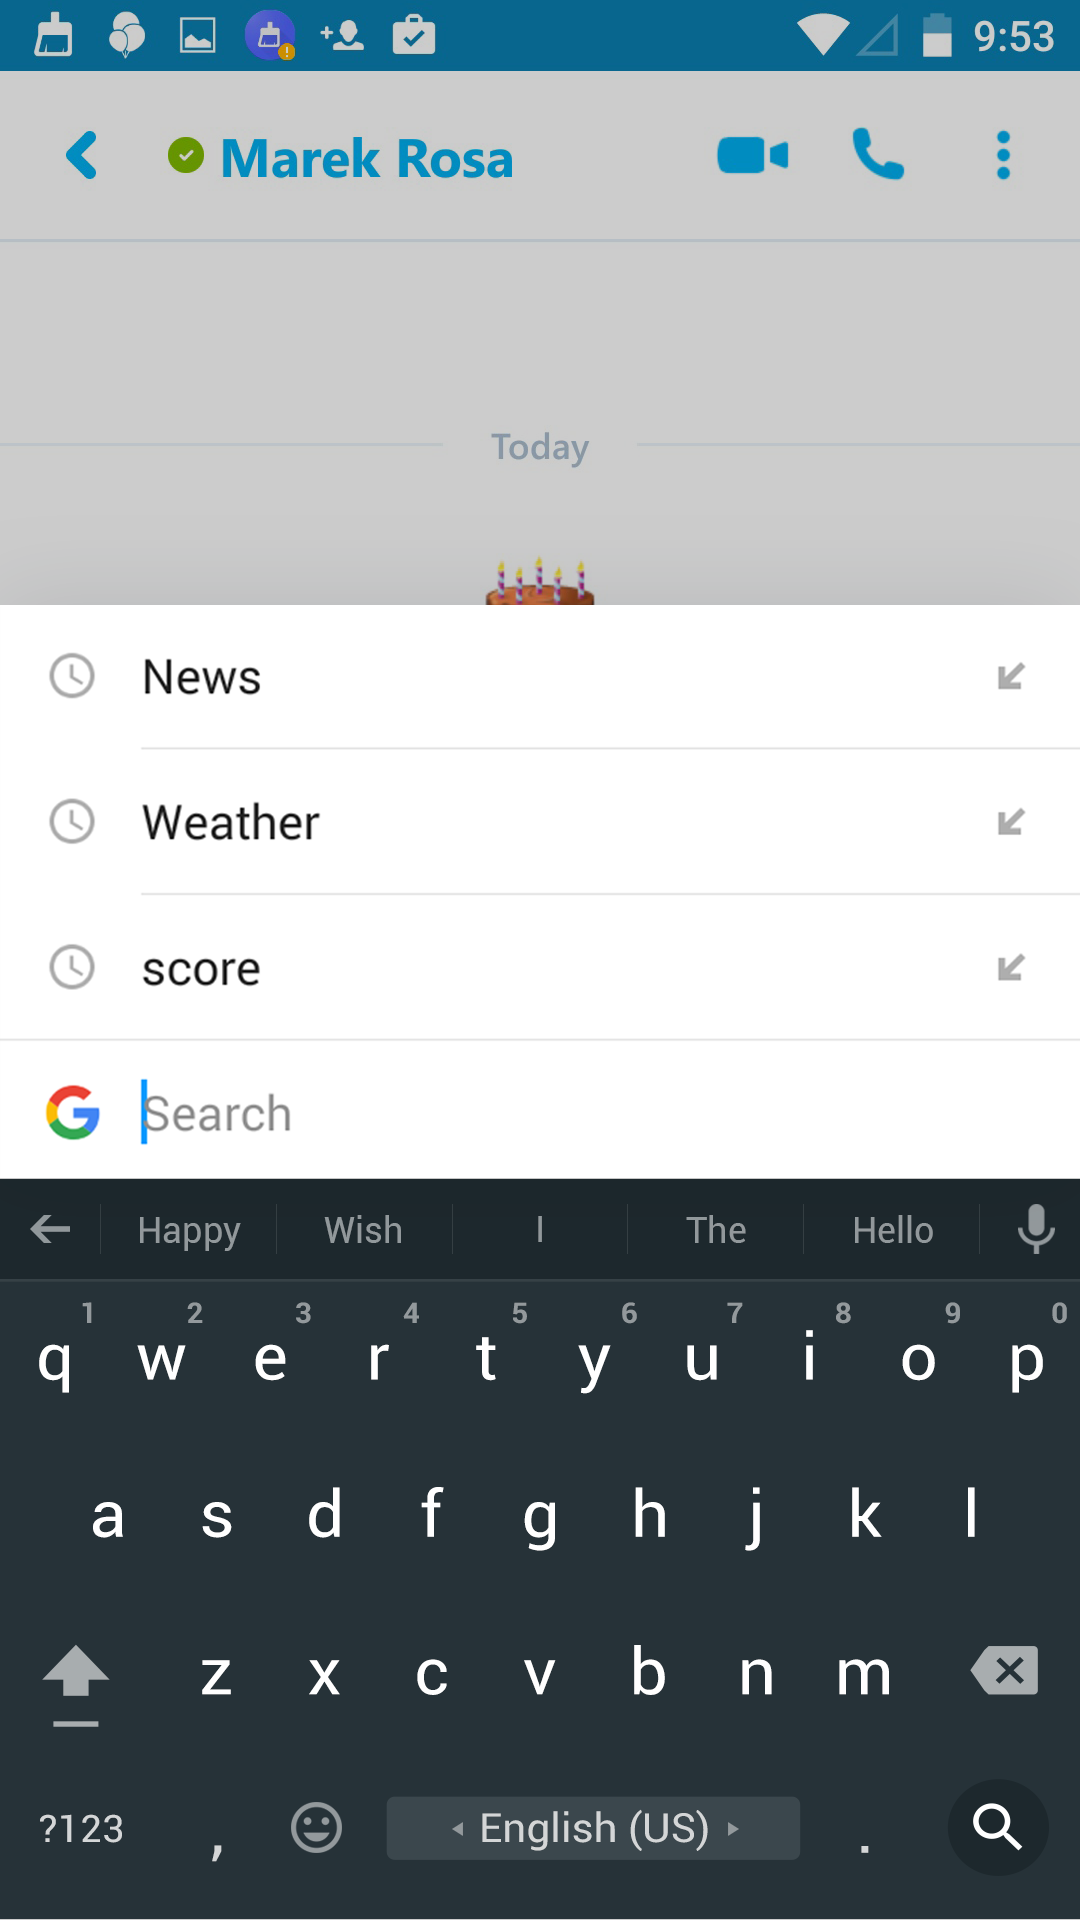 9:53
Marek Rosa
Today
News
Weather
score
Search
Happy Wish I The Hello
1 2 3 4 5 6 7 8 9 0
q w e r t y u i o p
a s d f g h j k l
z x c v b n m
?123 , English (US) .